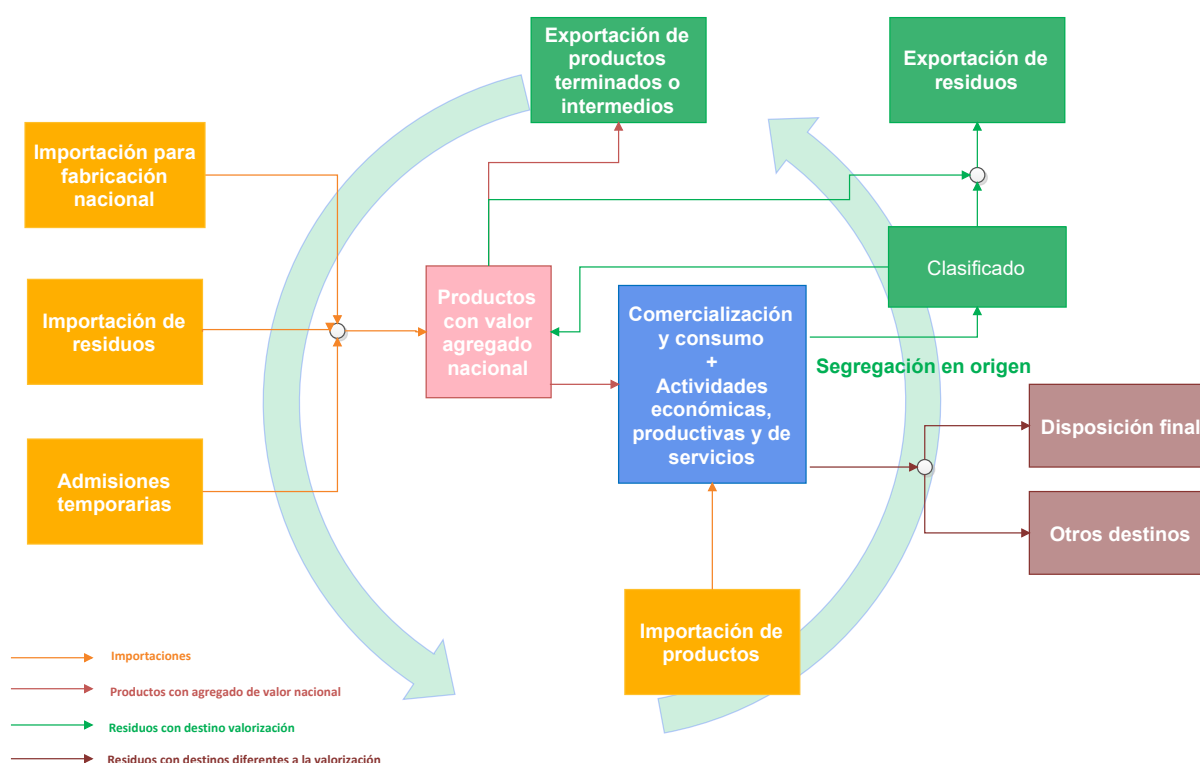 Exportación de
productos
terminados o
intermedios
Exportación de
residuos
Importación para
fabricación
nacional
Clasificado
Importación de
residuos
Productos
con valor
agregado
nacional
Comercialización
y consumo
+
Actividades
económicas,
productivas y de
servicios
Segregación en origen
Disposición final
Admisiones
temporarias
Otros destinos
Importación de
productos
Importaciones
Productos con agregado de valor nacional
Residuos con destino valorización
Residuos con destinos diferentes a la valorización